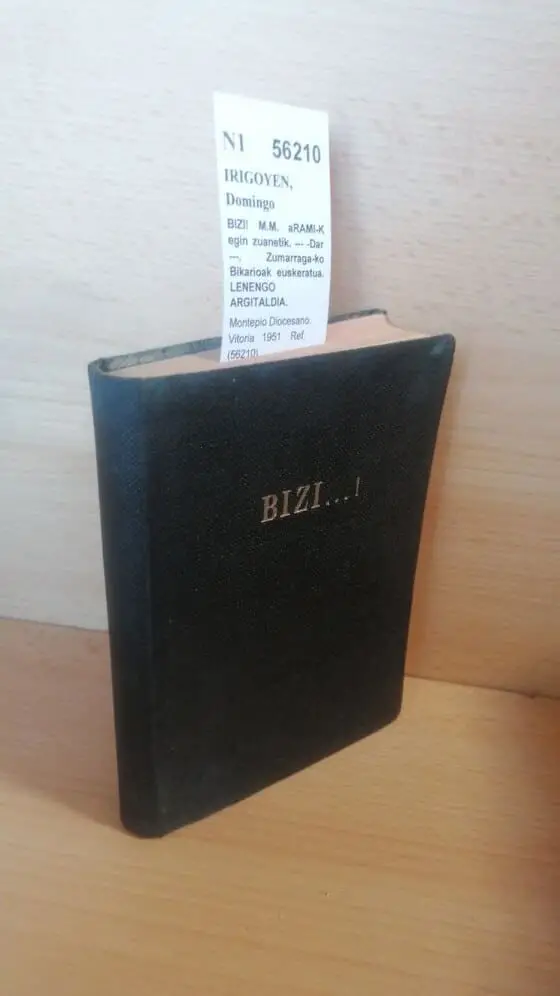 N1 56210
IRIGOYEN,
Domingo
BIZI! M.M. aRAMI-K
egin zuanetik. --- -Dar
---, Zumarraga-ko
Bikarioak euskeratua.
LENENGO
ARGITALDIA.
Montepio Diocesano.
Vitoria 1951 Ref.
(56210)
BIZI...!